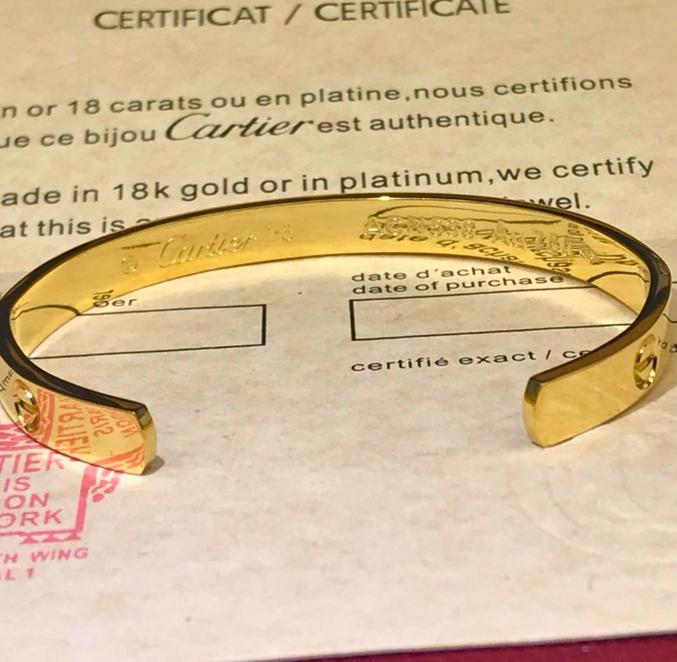 CERTIFICAT / CERTIFICATE
n or 18 carats ou en platine,nous certifions
ue ce bijou Cartier est authentique.
ade in 18k gold or in platinum,we certify
at this is
wel.
Cartier
date d'achat
date of purchase
ber
certifié exact /
TIER
IS
ON
ORK
H WING
L 1